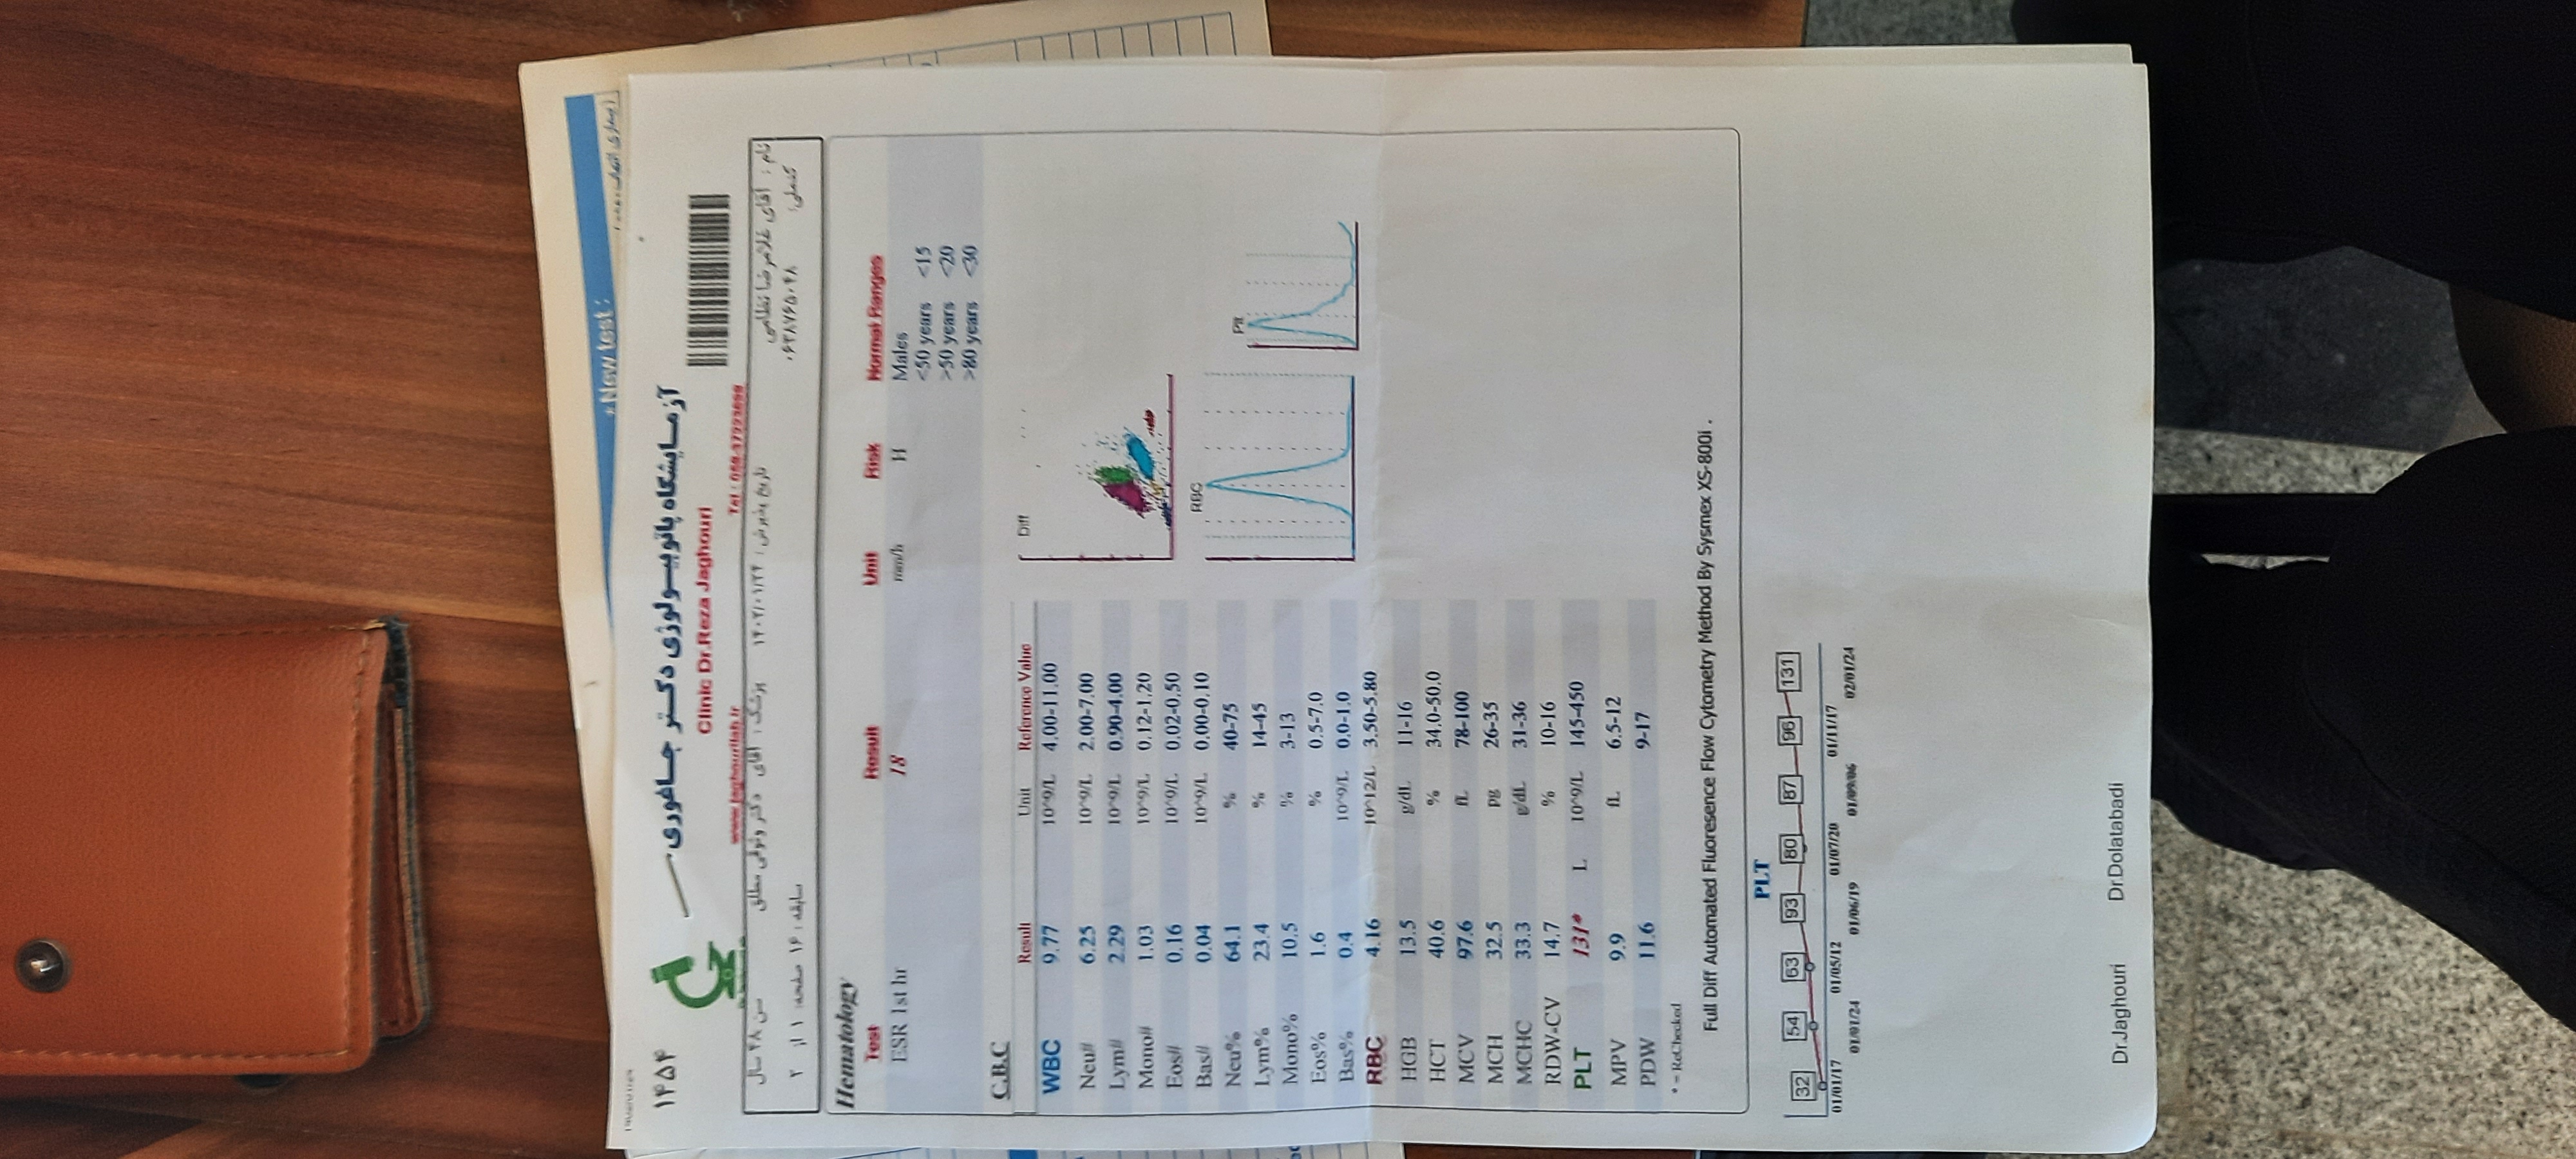 * New test :
۱۴۵۴
آزمایشگاه پاتوبیولوژی دکتر جاغوری
Clinic Dr.Reza Jaghouri
www.jaghourilab.ir Tel : 058-37223898
نام : آقای غلامرضا نظامی تاریخ پذیرش : ۱۴۰۲/۰۱/۲۴ پزشک : آقای دکتر وثوقی مطلق سن ۴۸ سال
کدملی: سابقه : ۱۶ صفحه: ۱ از ۲
Hematology
Test Result Unit Risk Normal Ranges
ESR 1st hr 18 mm/h H Males
<50 years <15
>50 years <20
>80 years <30
C.B.C
Result Unit Reference Value
WBC 9.77 10^9/L 4.00-11.00
Neu# 6.25 10^9/L 2.00-7.00
Lym# 2.29 10^9/L 0.90-4.00
Mono# 1.03 10^9/L 0.12-1.20
Eos# 0.16 10^9/L 0.02-0.50
Bas# 0.04 10^9/L 0.00-0.10
Neu% 64.1 % 40-75
Lym% 23.4 % 14-45
Mono% 10.5 % 3-13
Eos% 1.6 % 0.5-7.0
Bas% 0.4 10^9/L 0.0-1.0
RBC 4.16 10^12/L 3.50-5.80
HGB 13.5 g/dL 11-16
HCT 40.6 % 34.0-50.0
MCV 97.6 fL 78-100
MCH 32.5 pg 26-35
MCHC 33.3 g/dL 31-36
RDW-CV 14.7 % 10-16
PLT 131* L 10^9/L 145-450
MPV 9.9 fL 6.5-12
PDW 11.6 9-17
Diff
RBC
Plt
* = ReChecked
Full Diff Automated Fluoresence Flow Cytometry Method By Sysmex XS-800i .
PLT
32 54 63 93 80 87 96 131
01/01/17 01/05/12 01/07/20 01/11/17
01/01/24 01/06/19 01/09/06 02/01/24
Dr.Jaghouri Dr.Dolatabadi